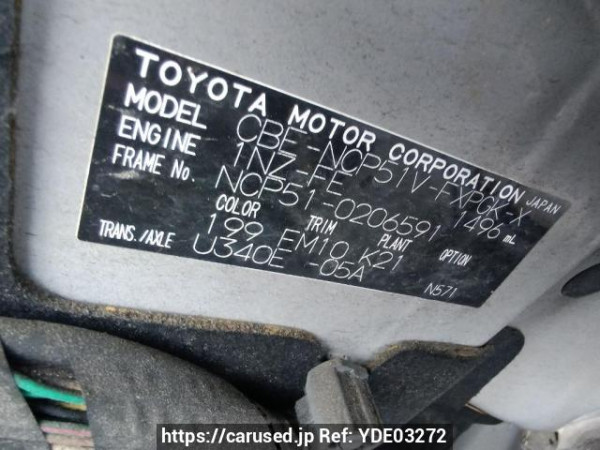 TOYOTA MOTOR CORPORATION JAPAN
MODEL CBE-NCP51V-FXPGK-X
ENGINE 1NZ-FE 1496 mL
FRAME No. NCP51-0206591
COLOR TRIM PLANT OPTION
199 EM10 K21
TRANS./AXLE U340E -05A
N571
https://carused.jp Ref: YDE03272